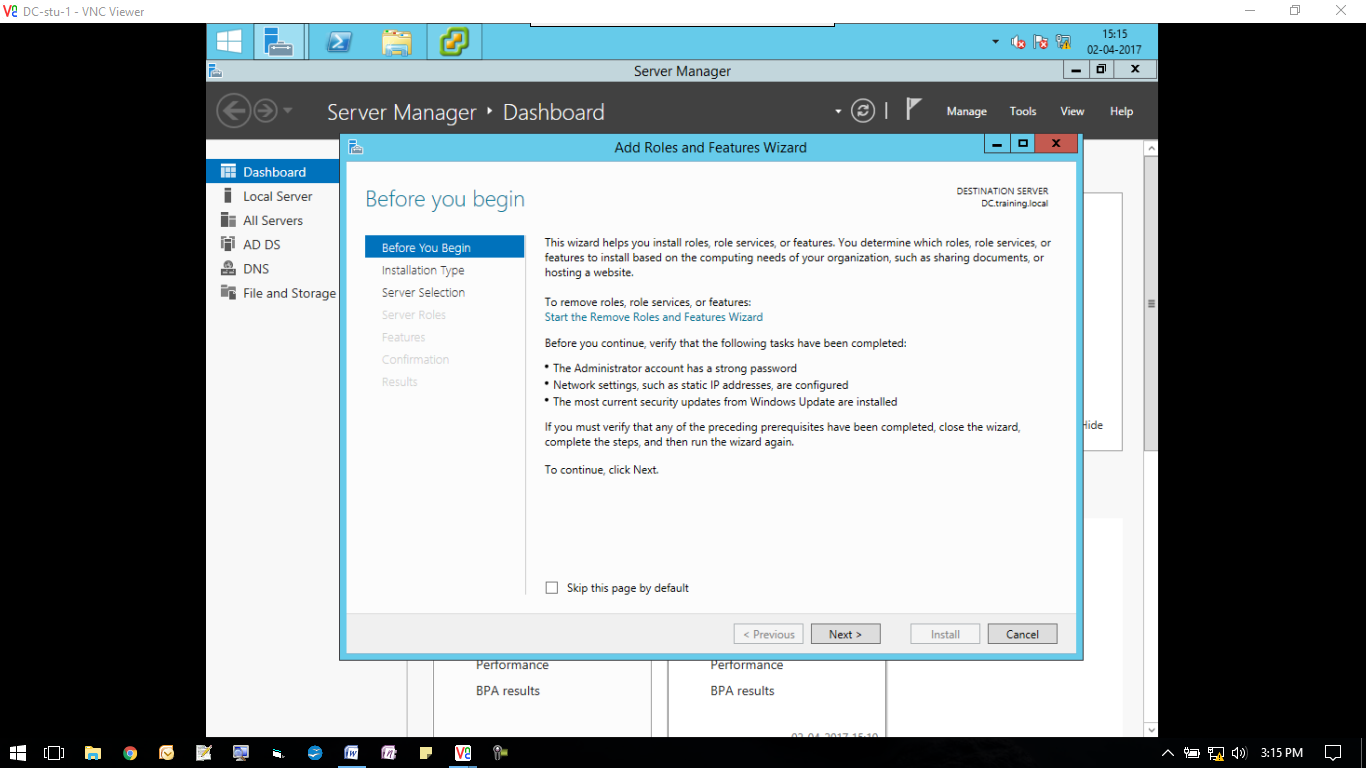 DC-stu-1 - VNC Viewer
15:15
02-04-2017
Server Manager
Server Manager
Dashboard
Manage
Tools
View
Help
Add Roles and Features Wizard
Dashboard
Local Server
All Servers
AD DS
DNS
File and Storage
Before you begin
DESTINATION SERVER
DC.training.local
Before You Begin
Installation Type
Server Selection
Server Roles
Features
Confirmation
Results
This wizard helps you install roles, role services, or features. You determine which roles, role services, or
features to install based on the computing needs of your organization, such as sharing documents, or
hosting a website.
To remove roles, role services, or features:
Start the Remove Roles and Features Wizard
Before you continue, verify that the following tasks have been completed:
• The Administrator account has a strong password
• Network settings, such as static IP addresses, are configured
• The most current security updates from Windows Update are installed
If you must verify that any of the preceding prerequisites have been completed, close the wizard,
complete the steps, and then run the wizard again.
To continue, click Next.
Hide
Skip this page by default
< Previous
Next >
Install
Cancel
Performance
BPA results
Performance
BPA results
3:15 PM